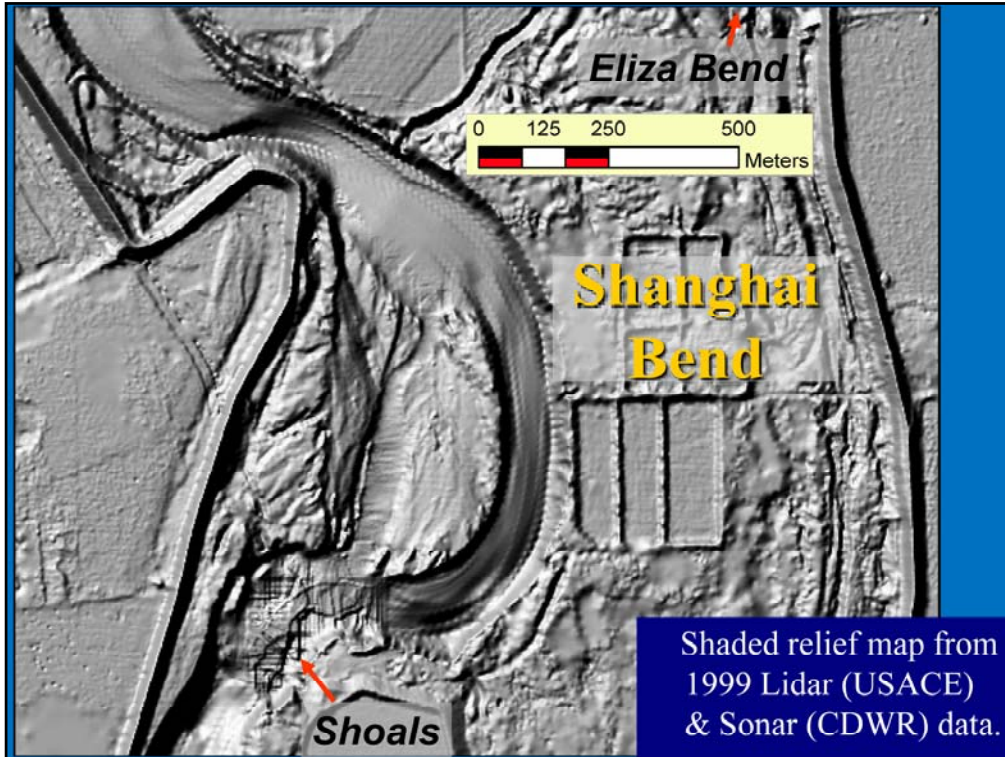 Eliza Bend
0 125 250 500
Meters
Shanghai
Bend
Shoals
Shaded relief map from
1999 Lidar (USACE)
& Sonar (CDWR) data.